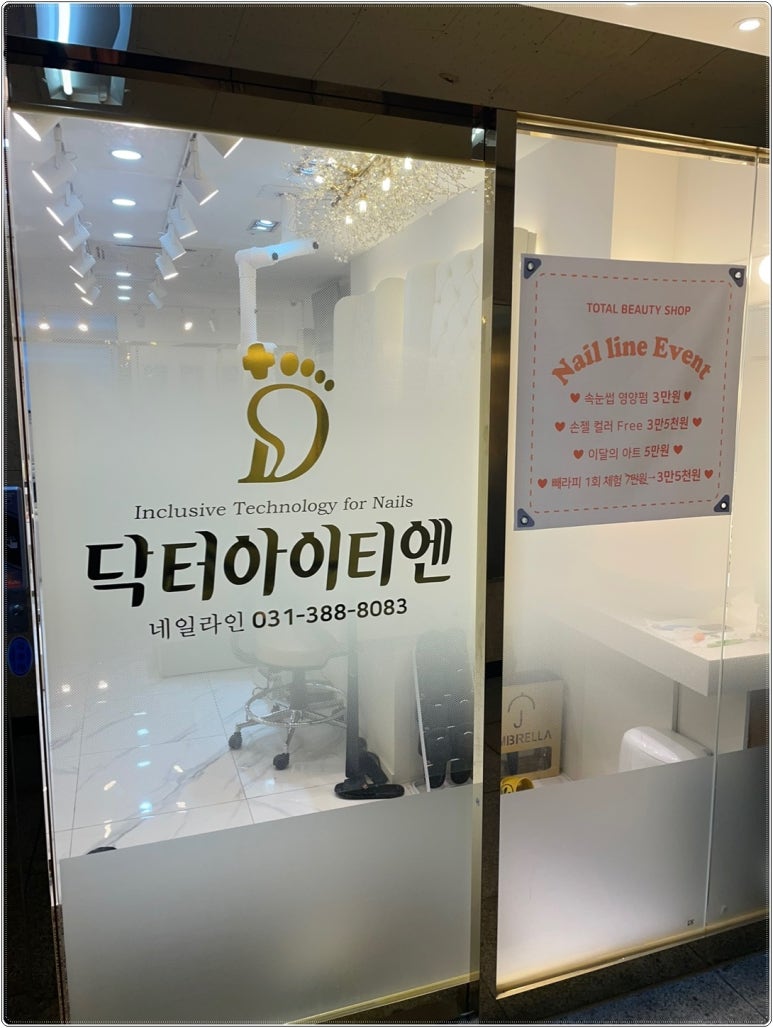 Inclusive Technology for Nails
닥터아이티엔
네일라인 031-388-8083
TOTAL BEAUTY SHOP
Nail line Event
♥ 속눈썹 영양펌 3만원 ♥
♥ 손젤 컬러 Free 3만5천원 ♥
♥ 이달의 아트 5만원 ♥
♥ 빼라피 1회 체험 7만원→3만5천원 ♥
UMBRELLA